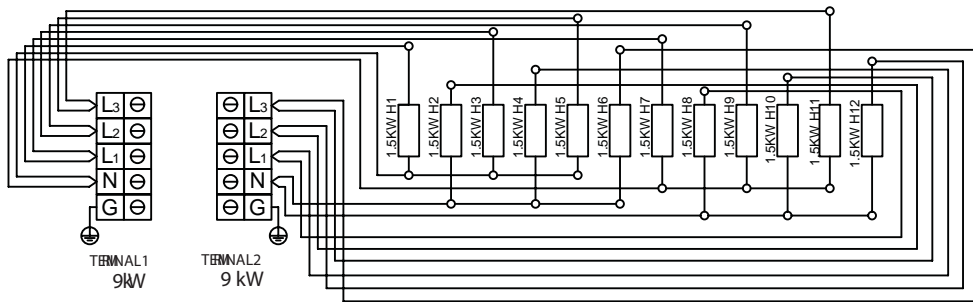 L3
L2
L1
N
G
TERMINAL1
9kW
L3
L2
L1
N
G
TERMINAL2
9 kW
1.5KW H1
1.5KW H2
1.5KW H3
1.5KW H4
1.5KW H5
1.5KW H6
1.5KW H7
1.5KW H8
1.5KW H9
1.5KW H10
1.5KW H11
1.5KW H12